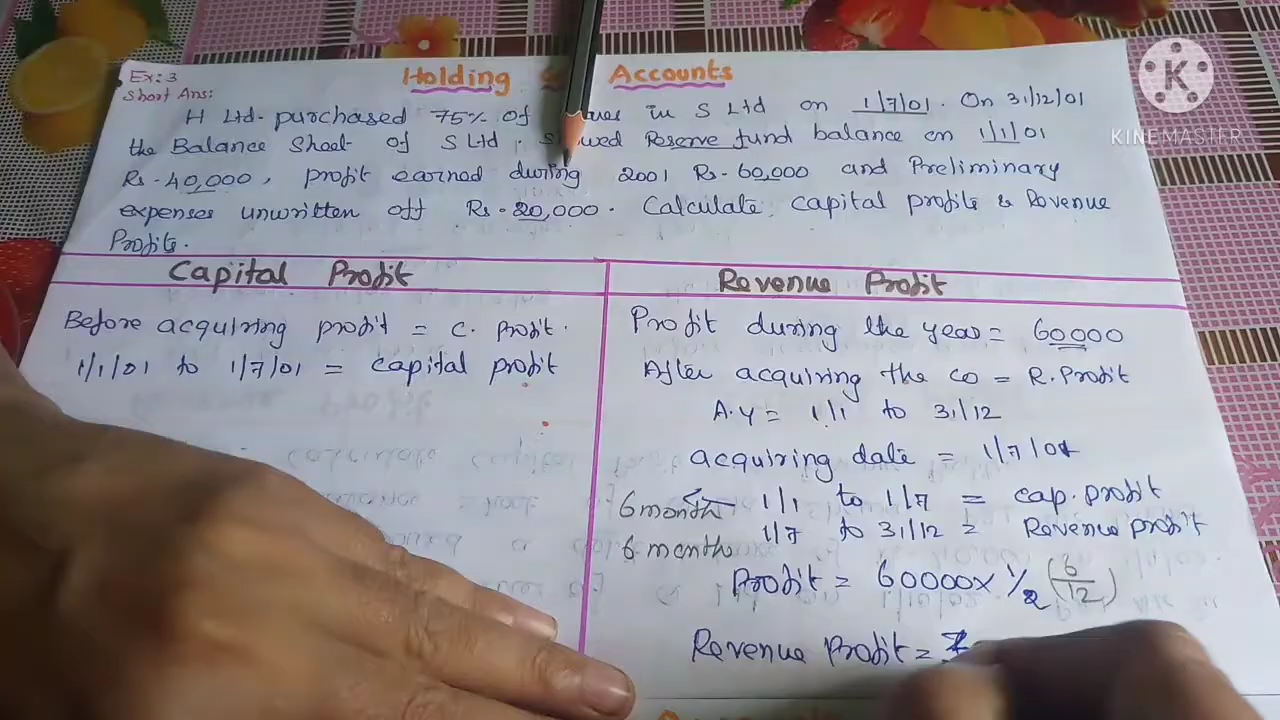 Ex: 3
Short Ans:
Holding Accounts
H Ltd. purchased 75% of in S Ltd on 1/7/01. On 31/12/01
the Balance Sheet of S Ltd. Reserve fund balance on 1/1/01
Rs. 40,000, profit earned during 2001 Rs. 60,000 and Preliminary
expenses unwritten off Rs. 20,000. Calculate, Capital profits & Revenue
Profits.
Capital Profit
Before acquiring profit = C. Profit.
1/1/01 to 1/7/01 = Capital profit
Revenue Profit
Profit during the year = 60000
After acquiring the co = R. Profit
A.Y = 1/1 to 31/12
acquiring date = 1/7/01
6 month 1/1 to 1/7 = Cap. profit
6 month 1/7 to 31/12 = Revenue profit
Profit = 60000 x 1/2 (6/12)
Revenue Profit =
K
KINEMASTER